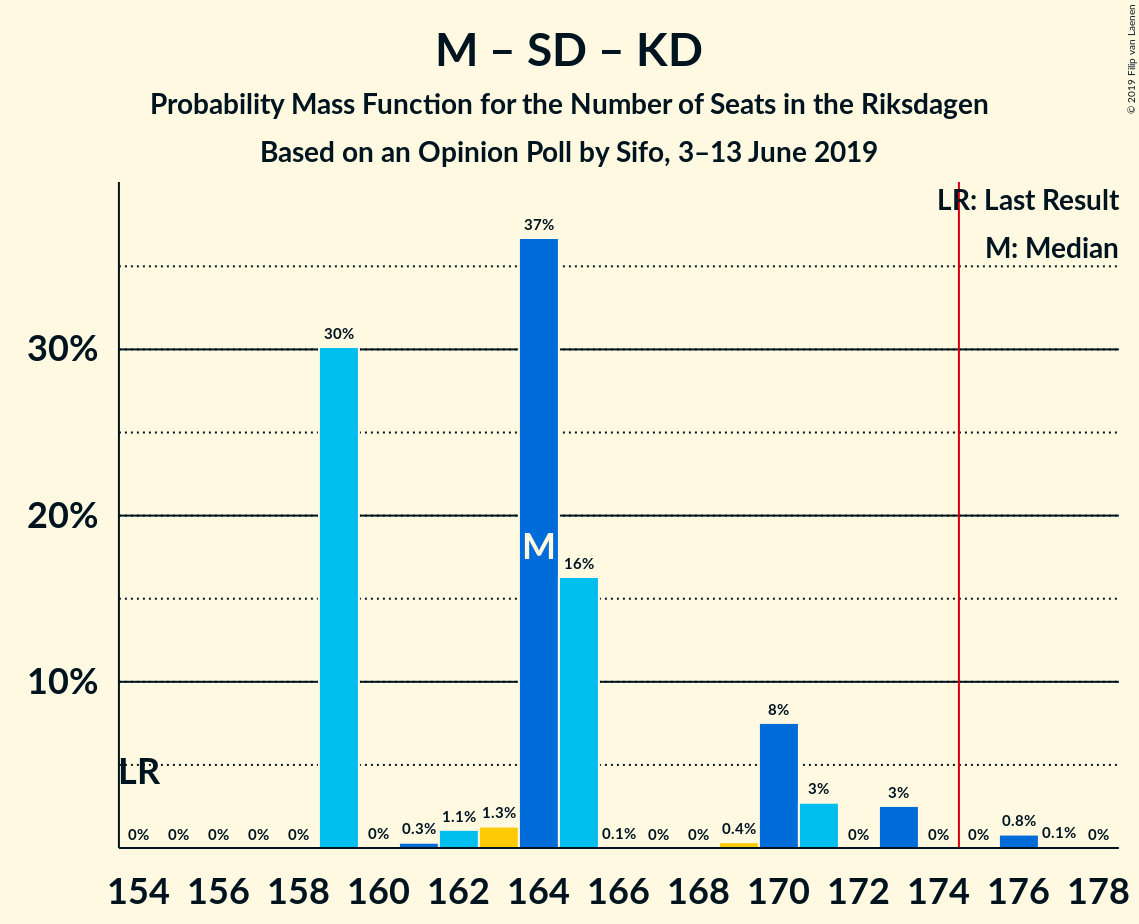 M – SD – KD
Probability Mass Function for the Number of Seats in the Riksdagen
Based on an Opinion Poll by Sifo, 3–13 June 2019
© 2019 Filip van Laenen
LR: Last Result
M: Median
37%
30%
30%
20%
M
16%
10%
8%
LR
3%
3%
0% 0% 0% 0% 0% 0% 0.3% 1.1% 1.3% 0.1% 0% 0% 0.4% 0% 0% 0% 0.8% 0.1% 0%
154 156 158 160 162 164 166 168 170 172 174 176 178